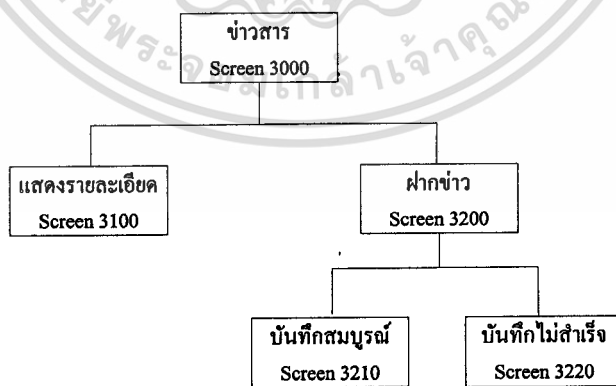 ข่าวสาร
Screen 3000
แสดงรายละเอียด
Screen 3100
ฝากข่าว
Screen 3200
บันทึกสมบูรณ์
Screen 3210
บันทึกไม่สำเร็จ
Screen 3220